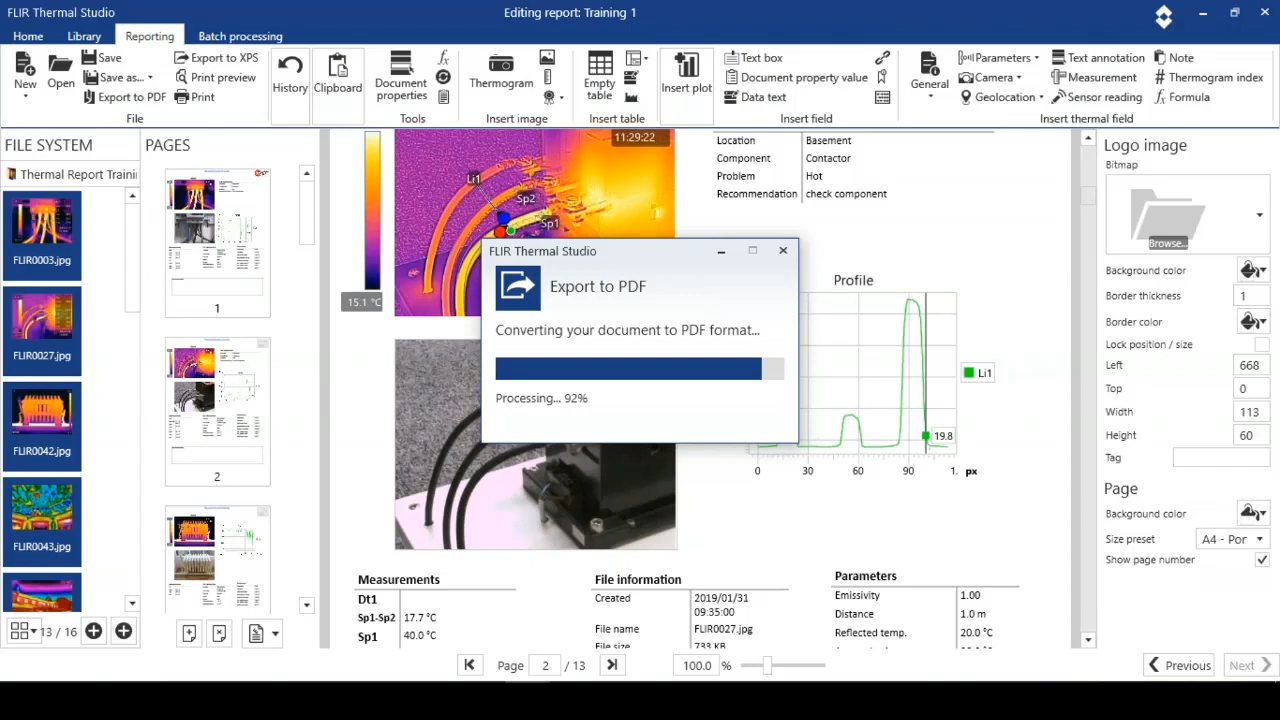 FLIR Thermal Studio
Editing report: Training 1
Home
Library
Reporting
Batch processing
New
Open
Save
Save as...
Export to PDF
Export to XPS
Print preview
Print
File
History
Clipboard
Document properties
Tools
Thermogram
Insert image
Empty table
Insert table
Insert plot
Text box
Document property value
Data text
Insert field
General
Parameters
Camera
Geolocation
Text annotation
Measurement
Sensor reading
Note
# Thermogram index
Formula
Insert thermal field
FILE SYSTEM
Thermal Report Traini
FLIR0003.jpg
FLIR0027.jpg
FLIR0042.jpg
FLIR0043.jpg
13 / 16
PAGES
1
2
11:29:22
Li1
Sp2
Sp1
15.1 °C
Location Basement
Component Contactor
Problem Hot
Recommendation check component
FLIR Thermal Studio
Export to PDF
Converting your document to PDF format...
Processing... 92%
Profile
Li1
19.8
0 30 60 90 1. px
Measurements
Dt1
Sp1-Sp2 17.7 °C
Sp1 40.0 °C
File information
Created 2019/01/31
09:35:00
File name FLIR0027.jpg
File size 733 KB
Parameters
Emissivity 1.00
Distance 1.0 m
Reflected temp. 20.0 °C
Page 2 / 13
100.0 %
Previous
Next
Logo image
Bitmap
Browse...
Background color
Border thickness 1
Border color
Lock position / size
Left 668
Top 0
Width 113
Height 60
Tag
Page
Background color
Size preset A4 - Por
Show page number